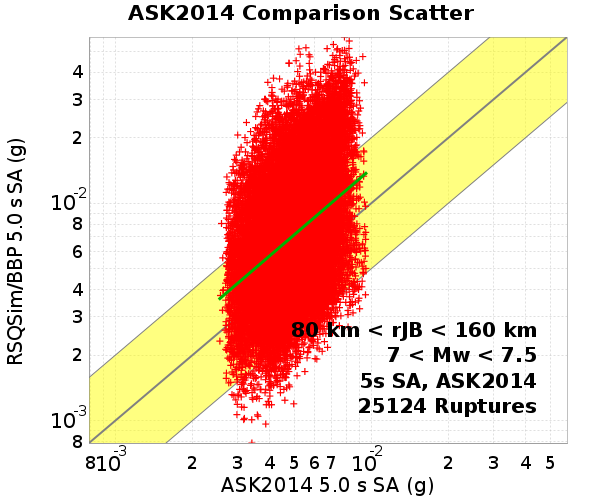 ASK2014 Comparison Scatter
RSQSim/BBP 5.0 s SA (g)
4
3
2
10-2
8
6
4
3
2
10-3
8
80 km < rJB < 160 km
7 < Mw < 7.5
5s SA, ASK2014
25124 Ruptures
8 10-3 2 3 4 5 6 7 10-2 2 3 4 5
ASK2014 5.0 s SA (g)